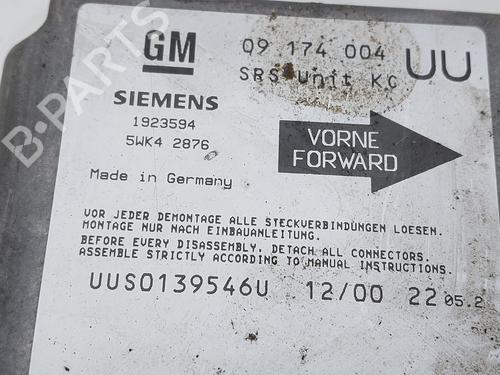 GM
09 174 004 UU
SRS Unit KC
SIEMENS
1923594
5WK4 2876
VORNE
FORWARD
Made in Germany
VOR JEDER DEMONTAGE ALLE STECKVERBINDUNGEN LOESEN.
MONTAGE NUR NACH EINBAUANLEITUNG.
BEFORE EVERY DISASSEMBLY, DETACH ALL CONNECTORS.
ASSEMBLE STRICTLY ACCORDING TO MANUAL INSTRUCTIONS.
UUS0139546U 12/00 22 05.2
B-PARTS